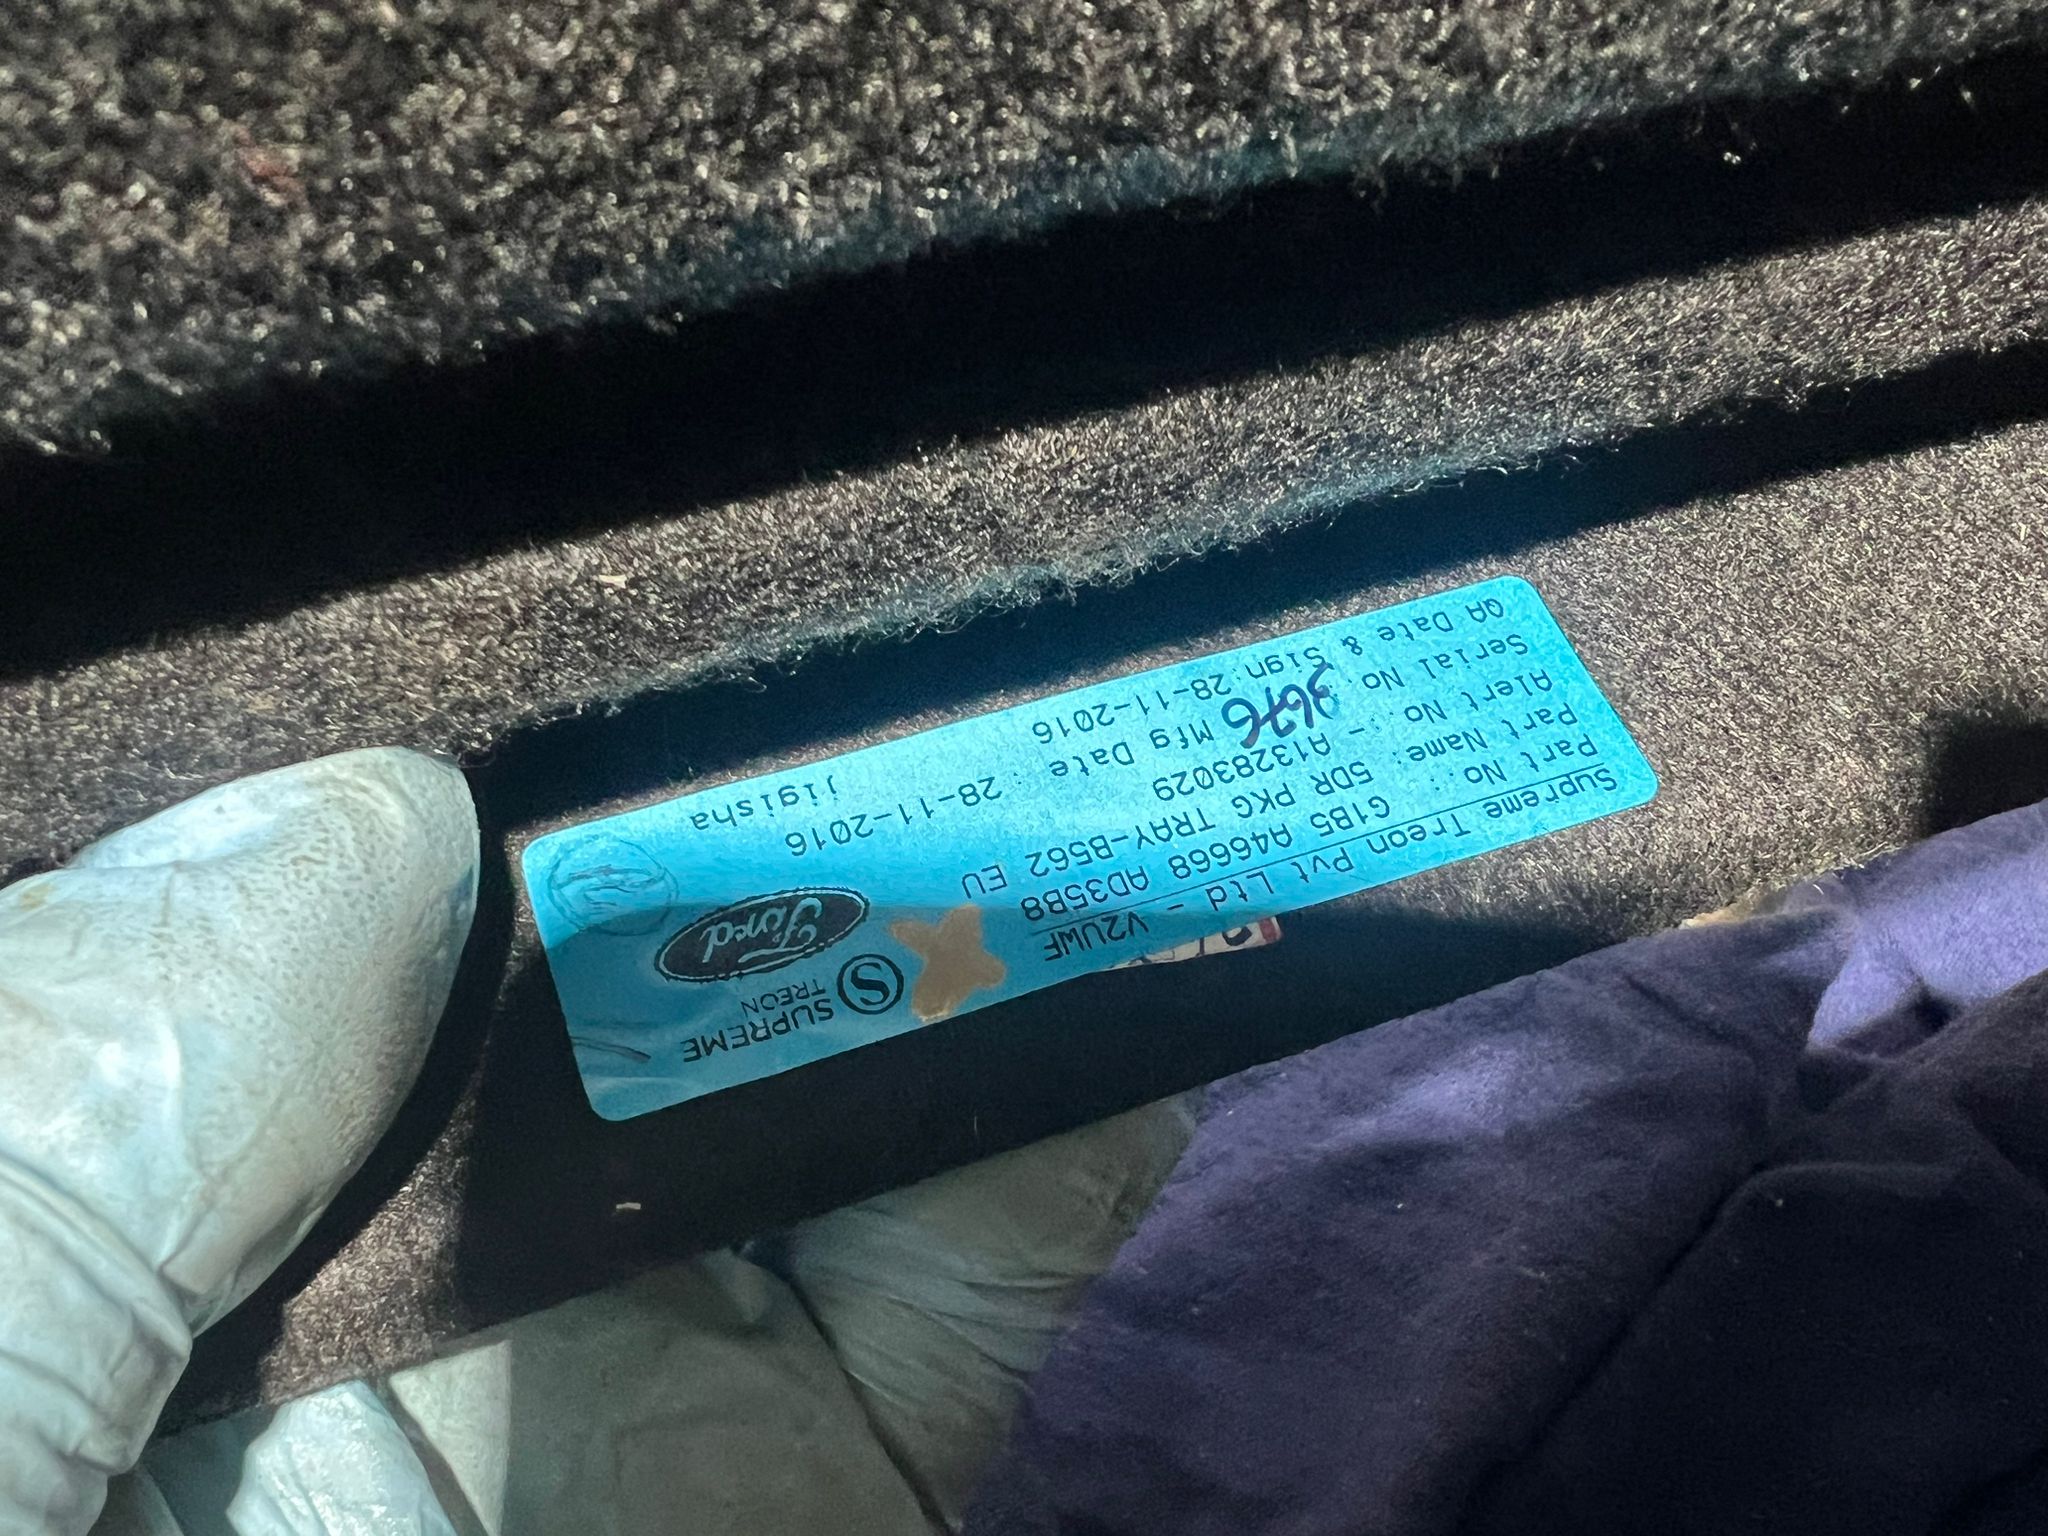 Supreme Treon Pvt Ltd - V2UWF
Part No.: G1B5 A46668 AD35B8
Part Name: 5DR PKG TRAY-B562 EU
Alert No.: - A13283029
Serial No. 3676 Mfg Date : 28-11-2016
QA Date & Sign: 28-11-2016 jigisha
SUPREME
TREON
S
Ford